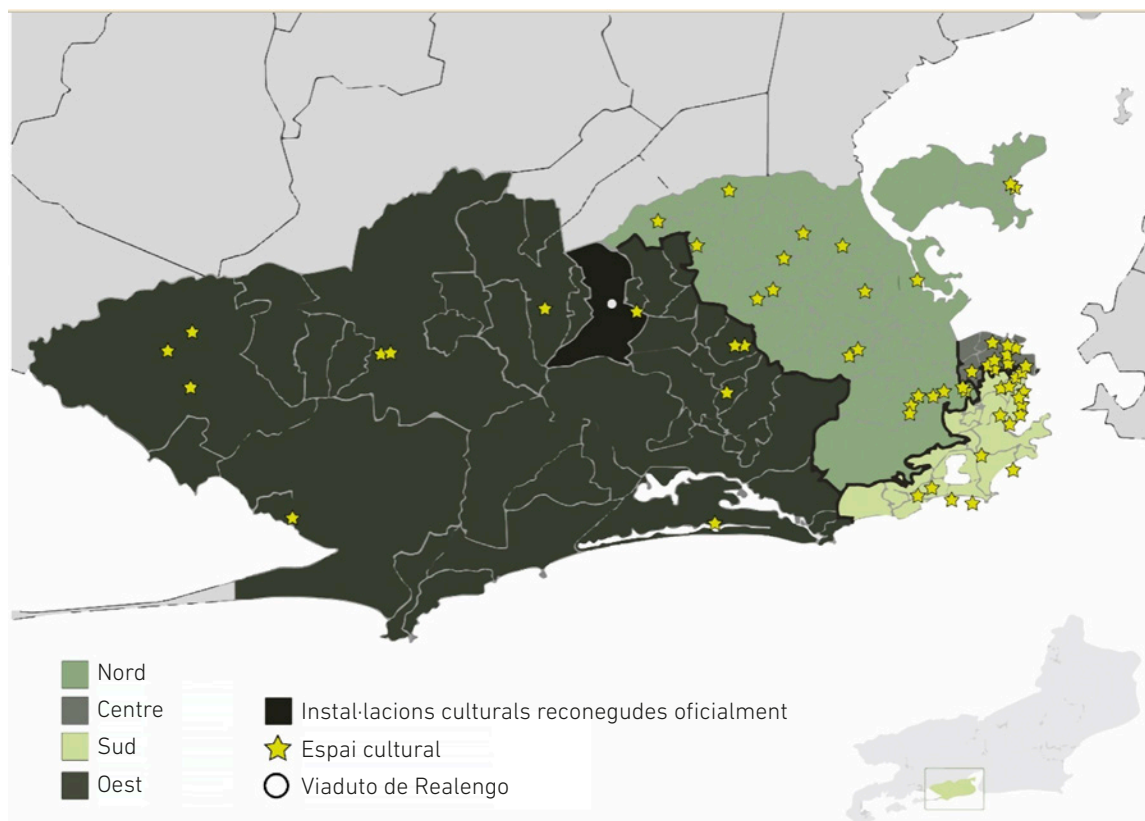 Nord
Centre
Sud
Oest
Instal·lacions culturals reconegudes oficialment
Espai cultural
Viaduto de Realengo